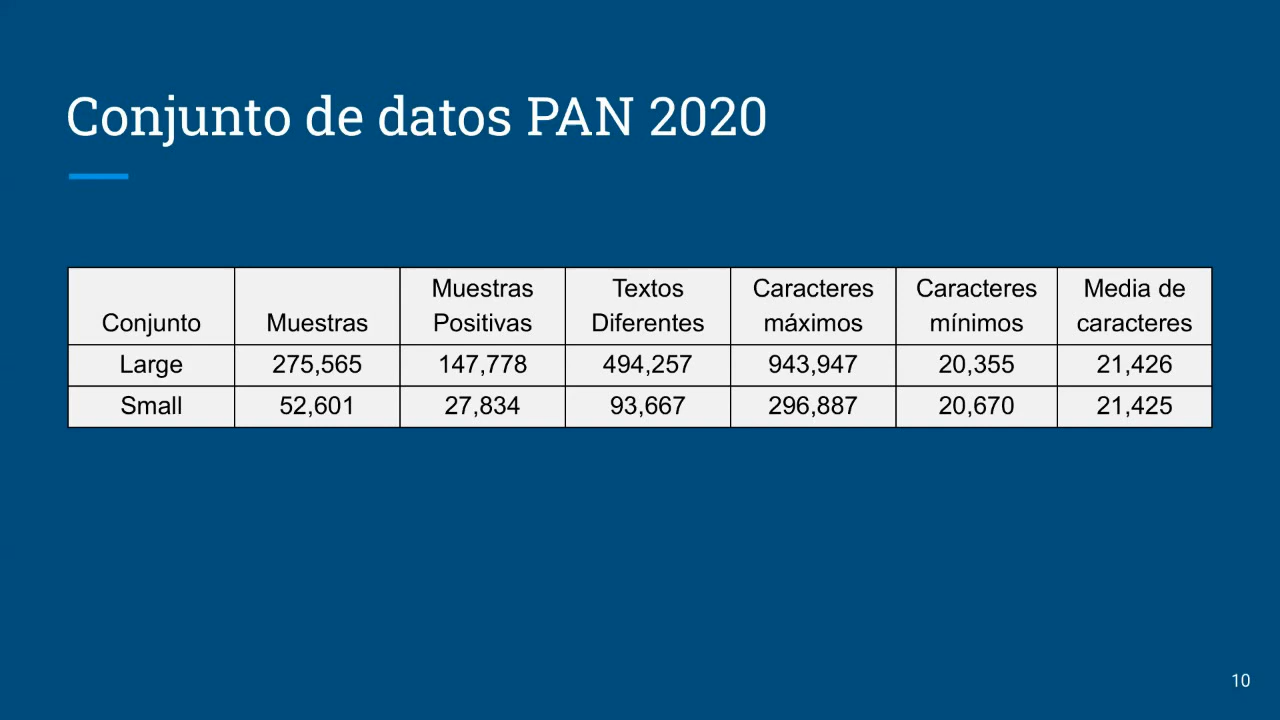 Conjunto de datos PAN 2020
Conjunto Muestras Muestras Positivas Textos Diferentes Caracteres máximos Caracteres mínimos Media de caracteres
Large 275,565 147,778 494,257 943,947 20,355 21,426
Small 52,601 27,834 93,667 296,887 20,670 21,425
10